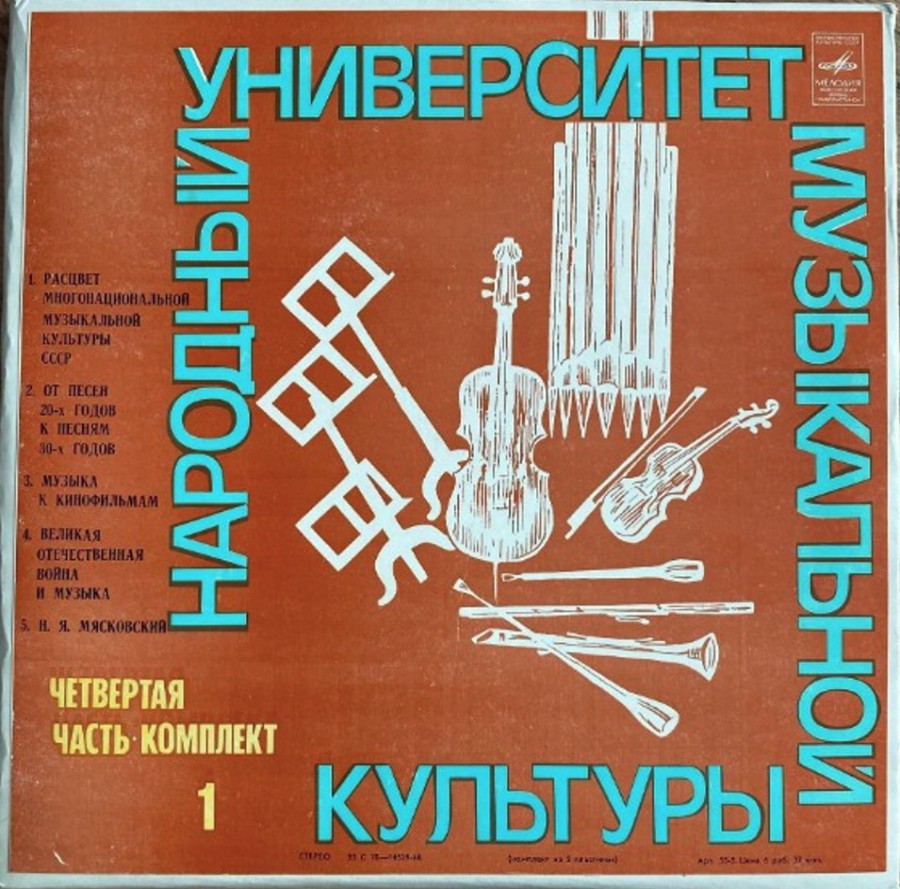 НАРОДНЫЙ
УНИВЕРСИТЕТ
МУЗЫКАЛЬНОЙ
КУЛЬТУРЫ
МЕЛОДИЯ
1. РАСЦВЕТ
МНОГОНАЦИОНАЛЬНОЙ
МУЗЫКАЛЬНОЙ
КУЛЬТУРЫ
СССР
2. ОТ ПЕСЕН
20-х ГОДОВ
К ПЕСНЯМ
30-х ГОДОВ
3. МУЗЫКА
К КИНОФИЛЬМАМ
4. ВЕЛИКАЯ
ОТЕЧЕСТВЕННАЯ
ВОЙНА
И МУЗЫКА
5. Н. Я. МЯСКОВСКИЙ
ЧЕТВЕРТАЯ
ЧАСТЬ · КОМПЛЕКТ
1
СТЕРЕО 33 С